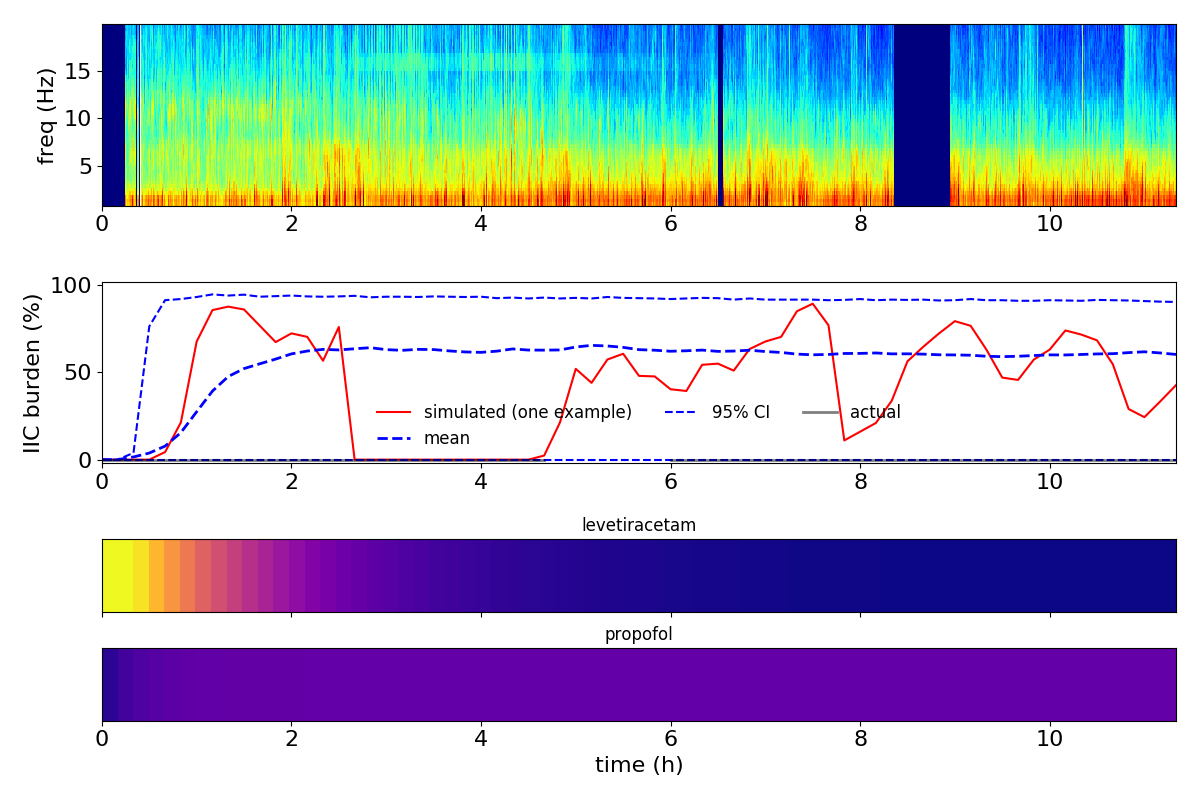 freq (Hz)
15
10
5
0 2 4 6 8 10
IIC burden (%)
100
50
0
simulated (one example) 95% CI actual
mean
0 2 4 6 8 10
levetiracetam
propofol
0 2 4 6 8 10
time (h)